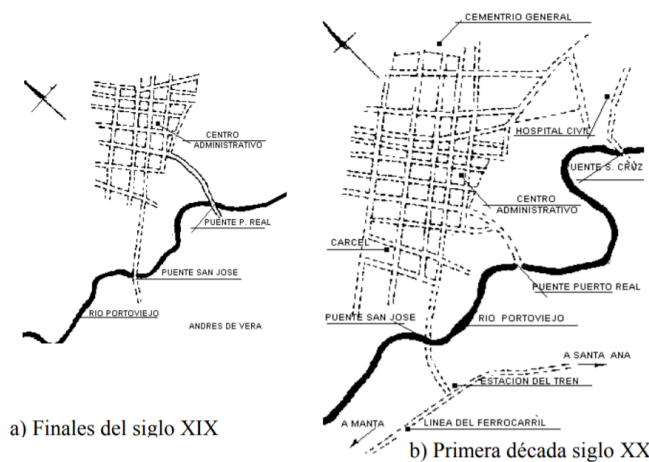 CENTRO
ADMINISTRATIVO
PUENTE P. REAL
PUENTE SAN JOSE
RIO PORTOVIEJO
ANDRES DE VERA
a) Finales del siglo XIX
CEMENTRIO GENERAL
HOSPITAL CIVIL
PUENTE S. CRUZ
CENTRO
ADMINISTRATIVO
CARCEL
PUENTE PUERTO REAL
PUENTE SAN JOSE
RIO PORTOVIEJO
A SANTA ANA
ESTACION DEL TREN
A MANTA
LINEA DEL FERROCARRIL
b) Primera década siglo XX